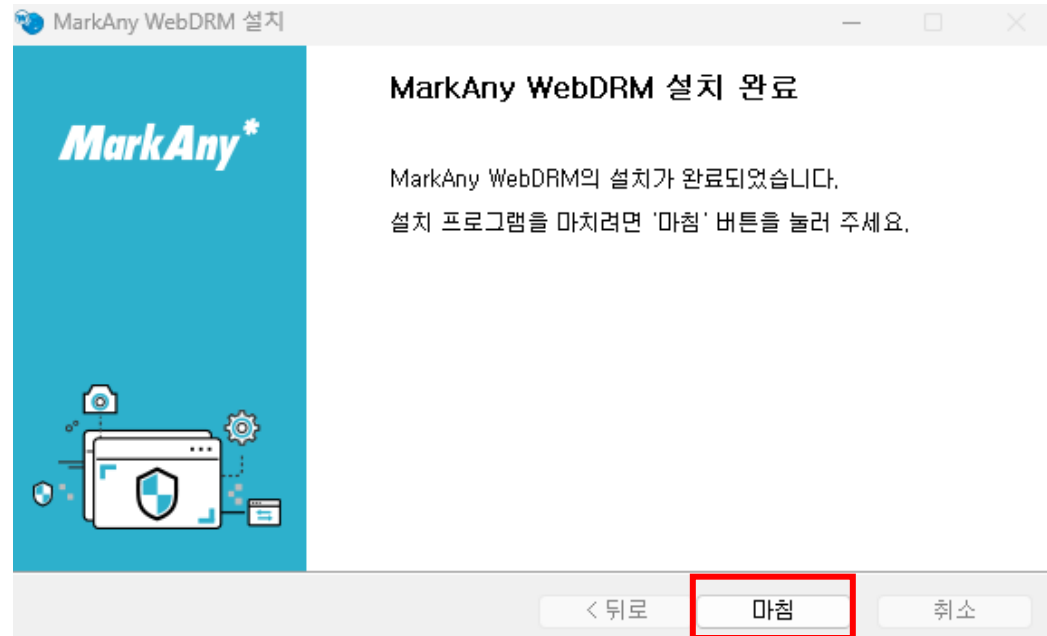 MarkAny WebDRM 설치
MarkAny*
MarkAny WebDRM 설치 완료
MarkAny WebDRM의 설치가 완료되었습니다.
설치 프로그램을 마치려면 '마침' 버튼을 눌러 주세요.
< 뒤로
마침
취소